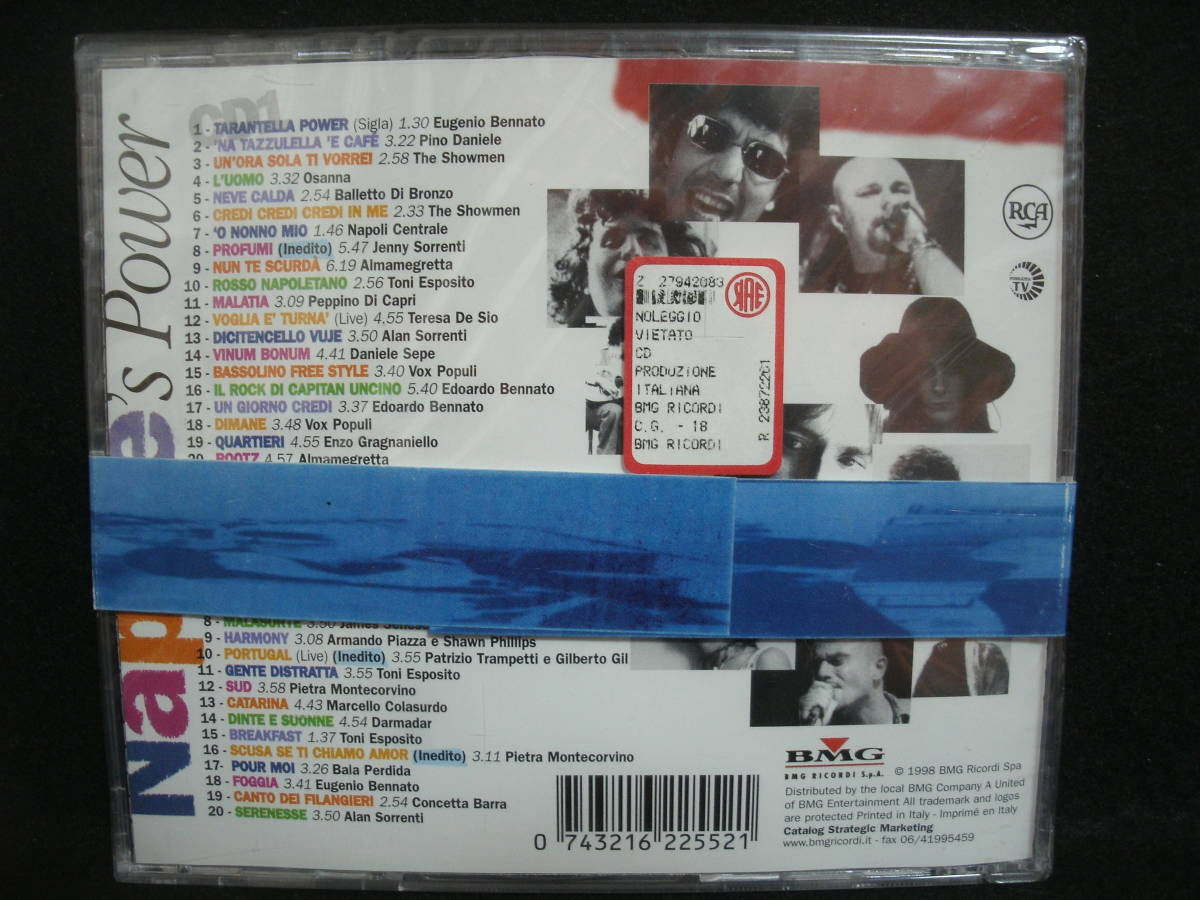 Nap
e's Power
CD1
1 - TARANTELLA POWER (Sigla) 1.30 Eugenio Bennato
2 - 'NA TAZZULELLA 'E CAFÈ 3.22 Pino Daniele
3 - UN'ORA SOLA TI VORREI 2.58 The Showmen
4 - L'UOMO 3.32 Osanna
5 - NEVE CALDA 2.54 Balletto Di Bronzo
6 - CREDI CREDI CREDI IN ME 2.33 The Showmen
7 - 'O NONNO MIO 1.46 Napoli Centrale
8 - PROFUMI (Inedito) 5.47 Jenny Sorrenti
9 - NUN TE SCURDÀ 6.19 Almamegretta
10 - ROSSO NAPOLETANO 2.56 Toni Esposito
11 - MALATIA 3.09 Peppino Di Capri
12 - VOGLIA E' TURNA' (Live) 4.55 Teresa De Sio
13 - DICITENCELLO VUJE 3.50 Alan Sorrenti
14 - VINUM BONUM 4.41 Daniele Sepe
15 - BASSOLINO FREE STYLE 3.40 Vox Populi
16 - IL ROCK DI CAPITAN UNCINO 5.40 Edoardo Bennato
17 - UN GIORNO CREDI 3.37 Edoardo Bennato
18 - DIMANE 3.48 Vox Populi
19 - QUARTIERI 4.55 Enzo Gragnaniello
20 - ROOTZ 4.57 Almamegretta
8 - MALASORTE 3.50 James Senese
9 - HARMONY 3.08 Armando Piazza e Shawn Phillips
10 - PORTUGAL (Live) (Inedito) 3.55 Patrizio Trampetti e Gilberto Gil
11 - GENTE DISTRATTA 3.55 Toni Esposito
12 - SUD 3.58 Pietra Montecorvino
13 - CATARINA 4.43 Marcello Colasurdo
14 - DINTE E SUONNE 4.54 Darmadar
15 - BREAKFAST 1.37 Toni Esposito
16 - SCUSA SE TI CHIAMO AMOR (Inedito) 3.11 Pietra Montecorvino
17- POUR MOI 3.26 Bala Perdida
18 - FOGGIA 3.41 Eugenio Bennato
19 - CANTO DEI FILANGIERI 2.54 Concetta Barra
20 - SERENESSE 3.50 Alan Sorrenti
RCA
TV
Z 27942083
NOLEGGIO
VIETATO
CD
PRODUZIONE
ITALIANA
BMG RICORDI
C.G. - 18
BMG RICORDI
R 23872261
BMG
BMG RICORDI S.p.A.
© 1998 BMG Ricordi Spa
Distributed by the local BMG Company A United
of BMG Entertainment All trademark and logos
are protected Printed in Italy - Imprimé en Italy
Catalog Strategic Marketing
www.bmgricordi.it - fax 06/41995459
0 743216 225521